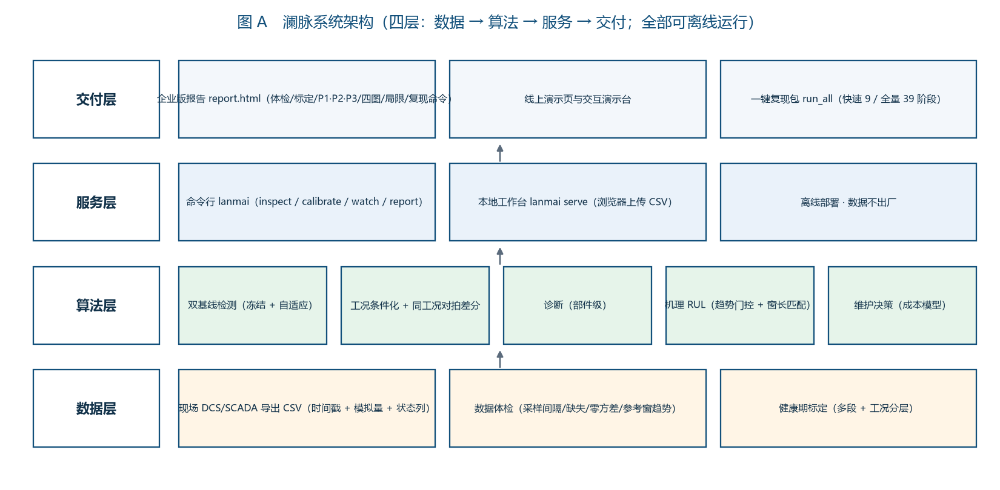 图 A 澜脉系统架构（四层：数据 → 算法 → 服务 → 交付；全部可离线运行）
交付层
企业版报告 report.html（体检/标定/P1·P2·P3/四图/局限/复现命令）
线上演示页与交互演示台
一键复现包 run_all（快速 9 / 全量 39 阶段）
服务层
命令行 lanmai（inspect / calibrate / watch / report）
本地工作台 lanmai serve（浏览器上传 CSV）
离线部署 · 数据不出厂
算法层
双基线检测（冻结 + 自适应）
工况条件化 + 同工况对拍差分
诊断（部件级）
机理 RUL（趋势门控 + 窗长匹配）
维护决策（成本模型）
数据层
现场 DCS/SCADA 导出 CSV（时间戳 + 模拟量 + 状态列）
数据体检（采样间隔/缺失/零方差/参考窗趋势）
健康期标定（多段 + 工况分层）